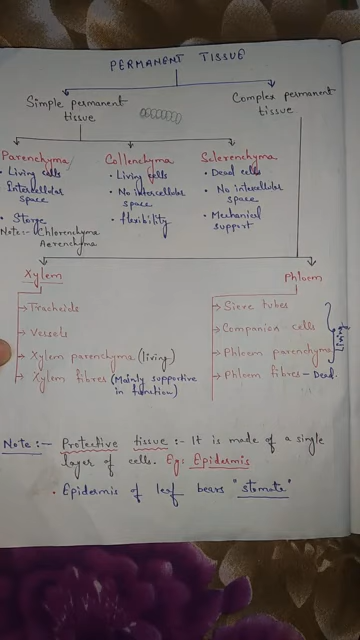 PERMANENT TISSUE
Simple permanent tissue
Complex permanent tissue
Parenchyma
• Living cells
• Intercellular space
• Storge
Note:- Chlorenchyma
Aerenchyma
Collenchyma
• Living cells
• No intercellular space
• flexibility
Sclerenchyma
• Dead cells
• No intercellular space
• Mechanical support
Xylem
→ Tracheids
→ Vessels
→ Xylem parenchyma (living)
→ Xylem fibres (Mainly supportive in function)
Phloem
→ Sieve tubes
→ Companion cells
→ Phloem parenchyma
→ Phloem fibres - Dead.
living
Note:- Protective tissue:- It is made of a single
layer of cells. Eg: Epidermis
• Epidermis of leaf bears "stomata"